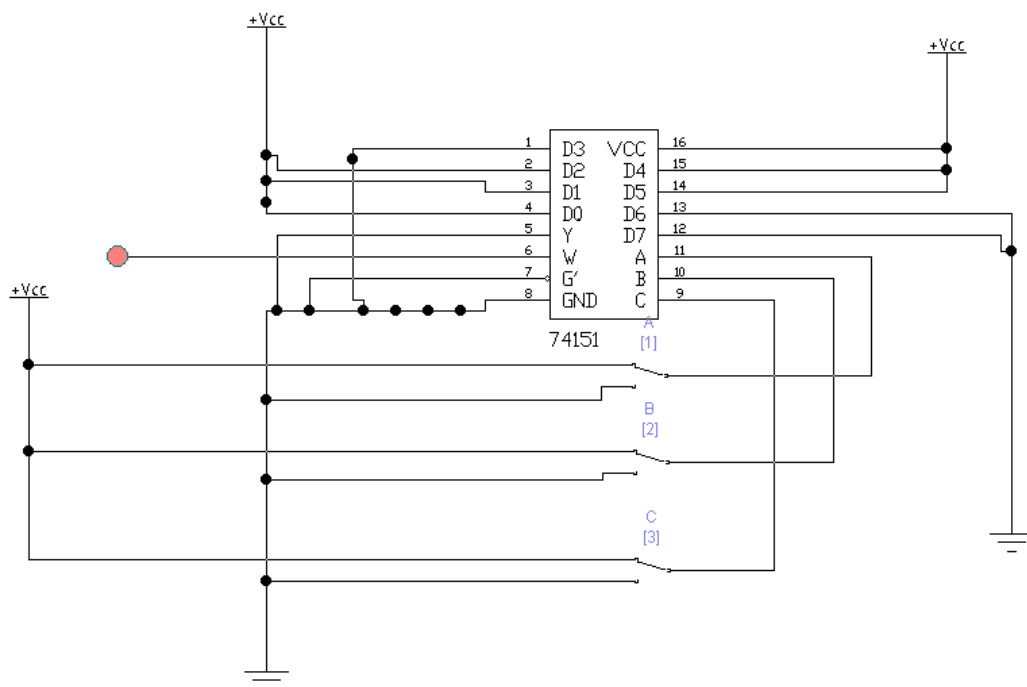 +Vcc
+Vcc
1 D3 VCC 16
2 D2 D4 15
3 D1 D5 14
4 D0 D6 13
5 Y D7 12
6 W A 11
7 G' B 10
8 GND C 9
74151
+Vcc
A
[1]
B
[2]
C
[3]